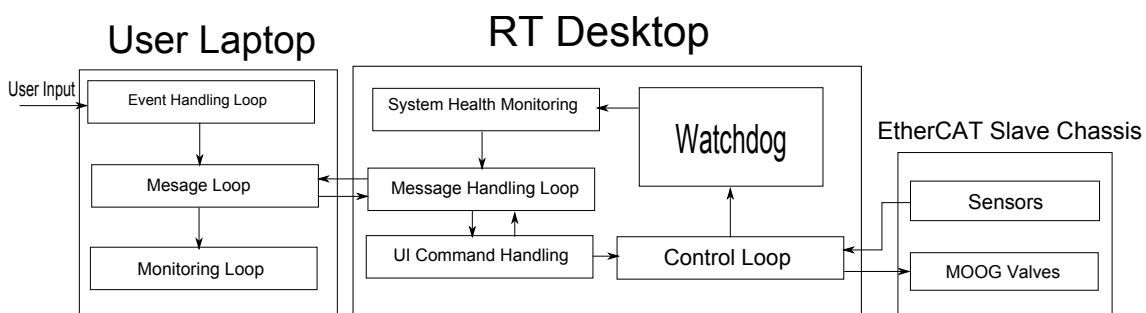 User Laptop
RT Desktop
User Input
Event Handling Loop
Mesage Loop
Monitoring Loop
System Health Monitoring
Message Handling Loop
UI Command Handling
Watchdog
Control Loop
EtherCAT Slave Chassis
Sensors
MOOG Valves